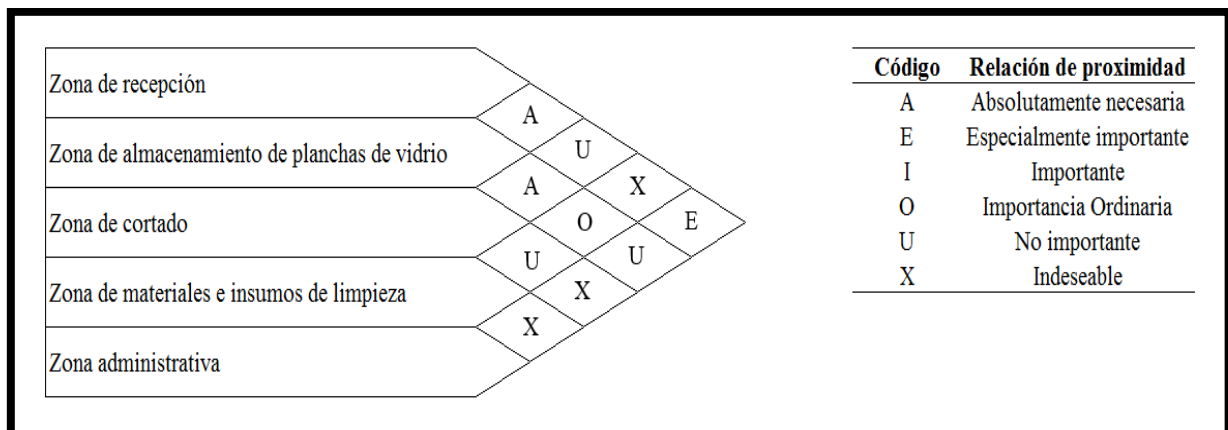 Zona de recepción
Zona de almacenamiento de planchas de vidrio
Zona de cortado
Zona de materiales e insumos de limpieza
Zona administrativa
A
U
A
X
O
E
U
U
X
X
Código Relación de proximidad
A Absolutamente necesaria
E Especialmente importante
I Importante
O Importancia Ordinaria
U No importante
X Indeseable